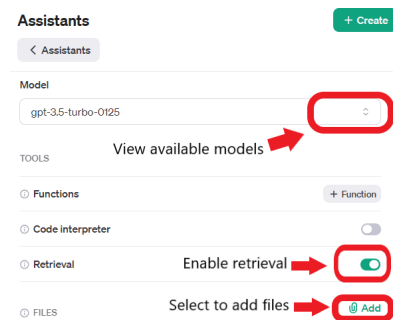 Assistants
+ Create
< Assistants
Model
gpt-3.5-turbo-0125
View available models
TOOLS
Functions
+ Function
Code interpreter
Retrieval
Enable retrieval
FILES
Select to add files
Add